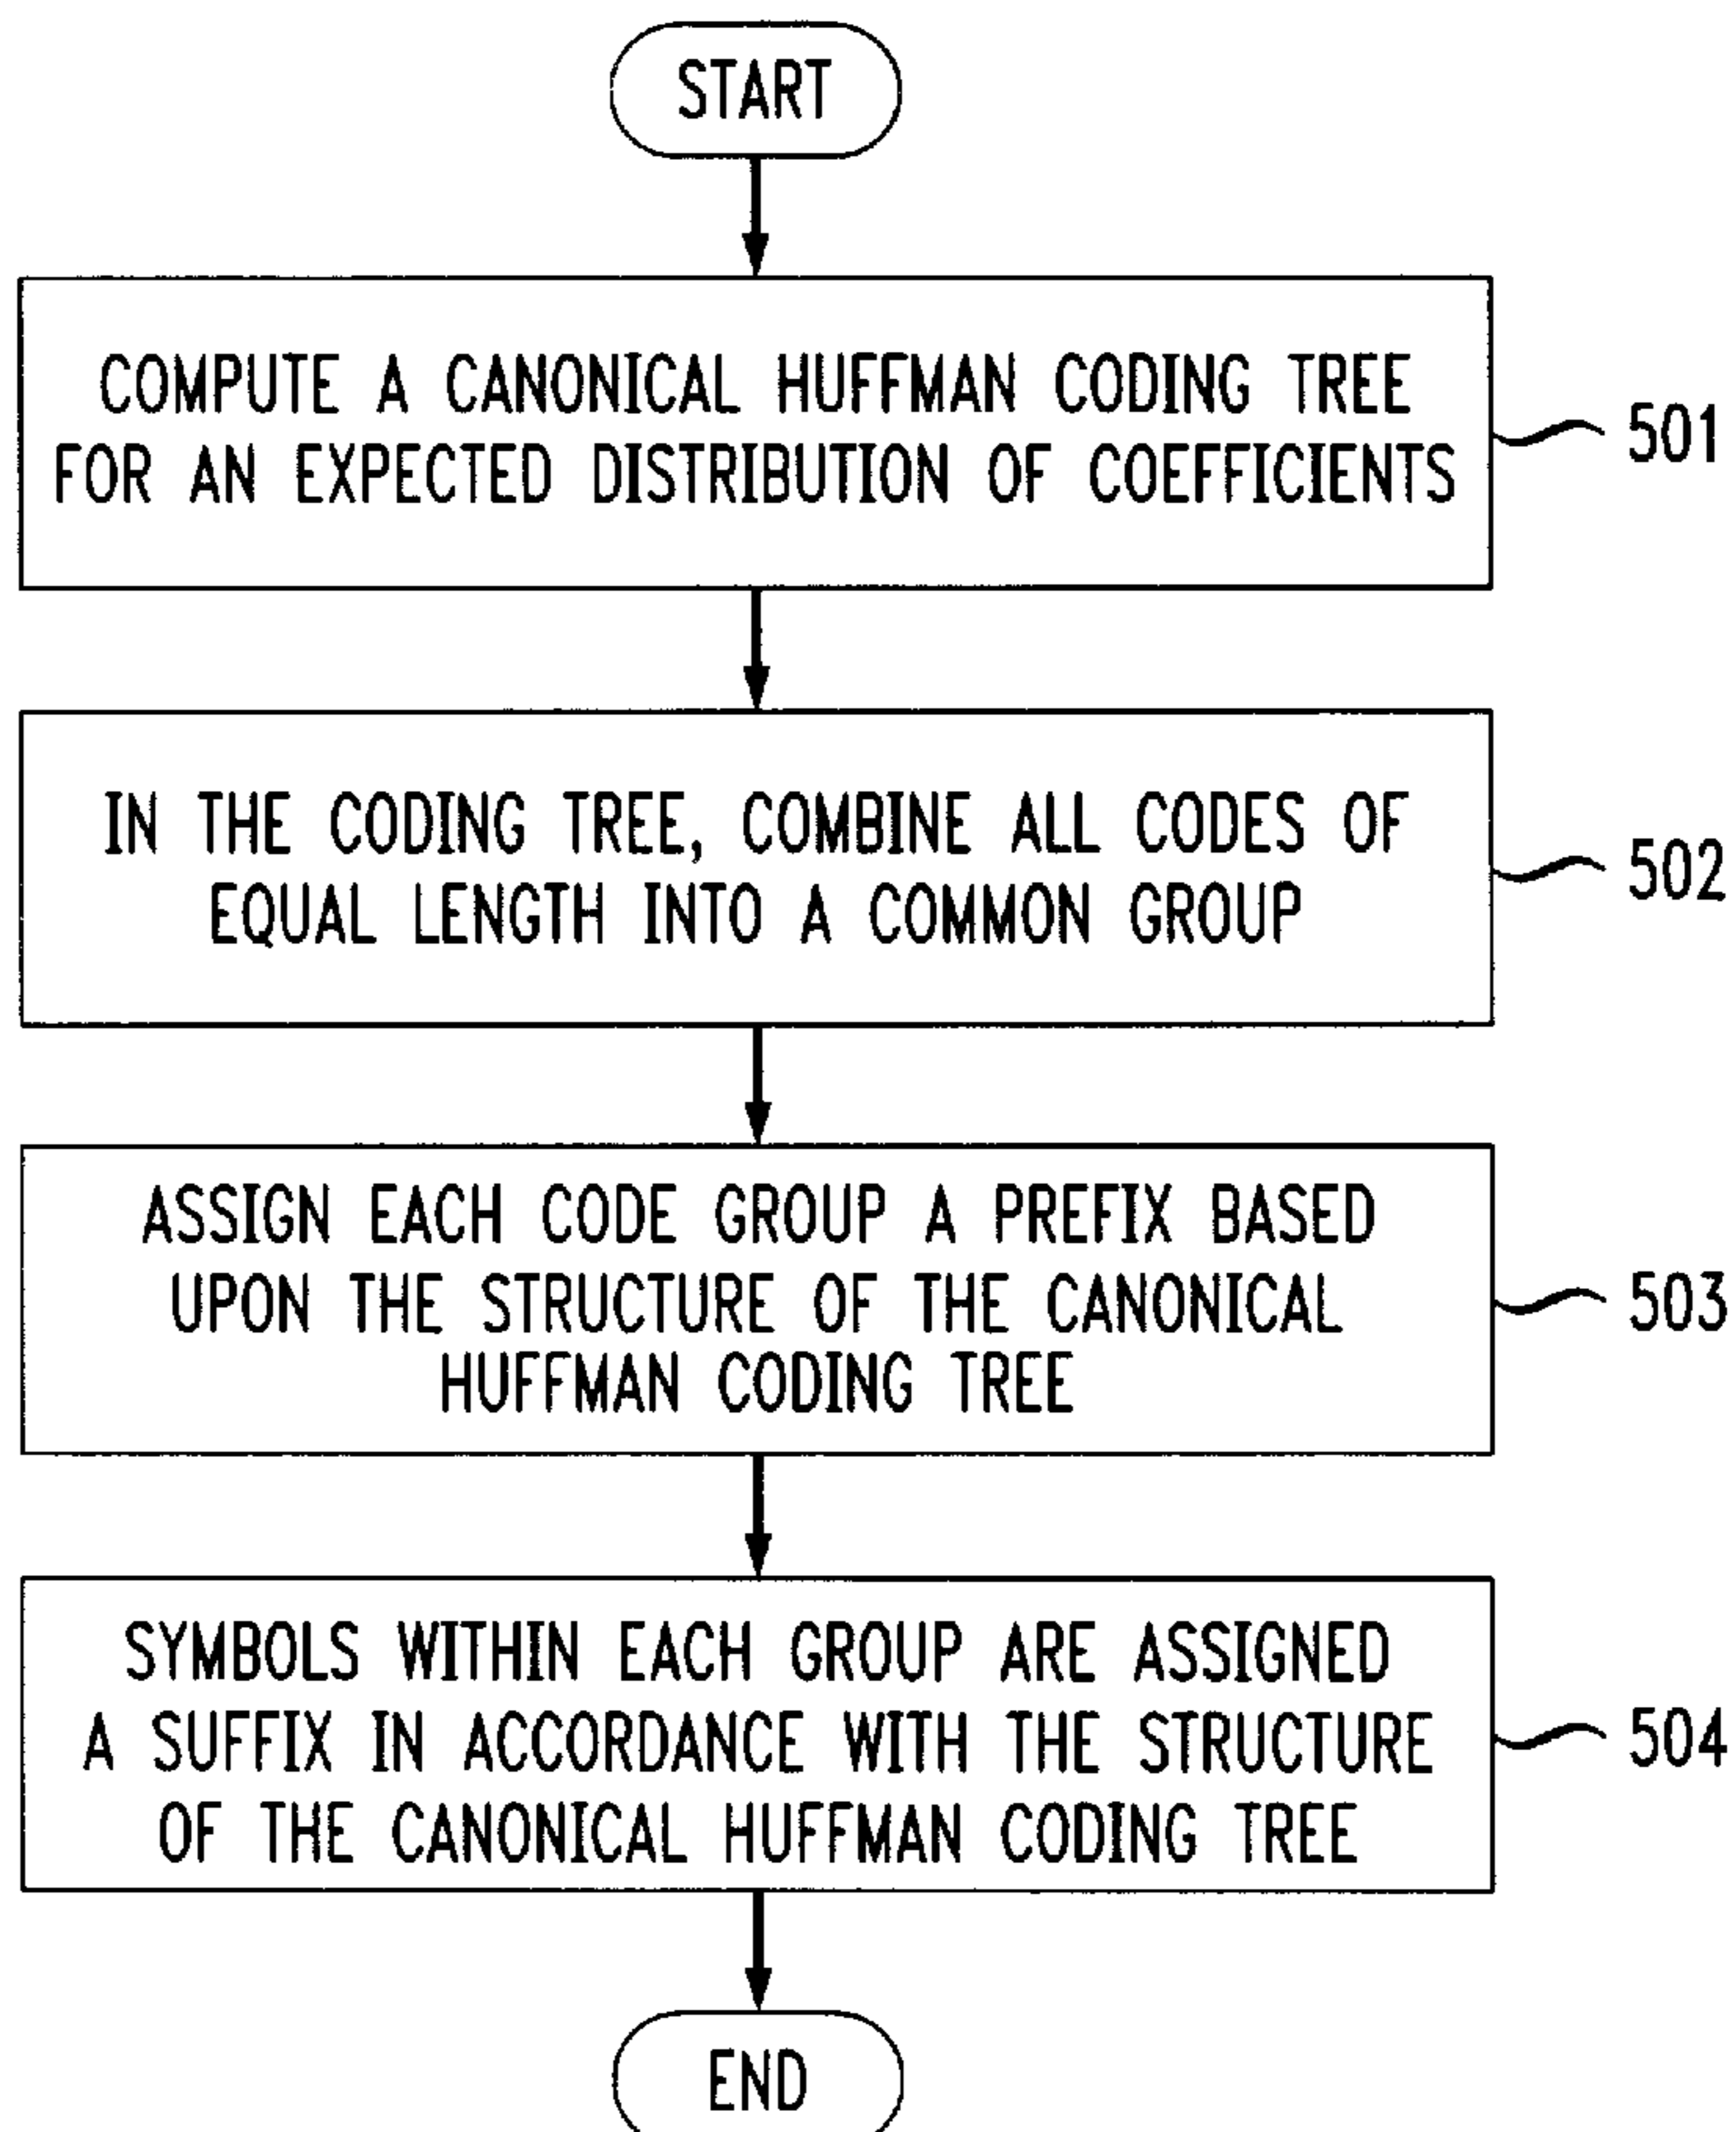 START
COMPUTE A CANONICAL HUFFMAN CODING TREE
FOR AN EXPECTED DISTRIBUTION OF COEFFICIENTS
501
IN THE CODING TREE, COMBINE ALL CODES OF
EQUAL LENGTH INTO A COMMON GROUP
502
ASSIGN EACH CODE GROUP A PREFIX BASED
UPON THE STRUCTURE OF THE CANONICAL
HUFFMAN CODING TREE
503
SYMBOLS WITHIN EACH GROUP ARE ASSIGNED
A SUFFIX IN ACCORDANCE WITH THE STRUCTURE
OF THE CANONICAL HUFFMAN CODING TREE
504
END